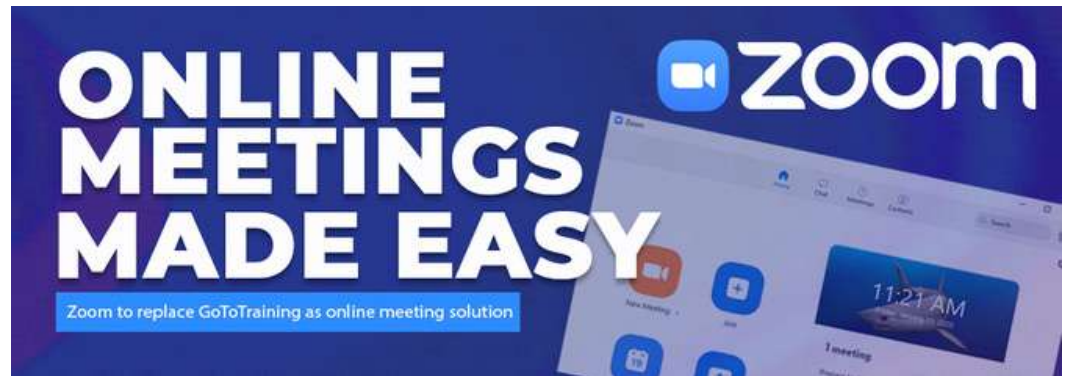 ONLINE
MEETINGS
MADE EASY
Zoom to replace GoToTraining as online meeting solution
zoom
Zoom
Home
Chat
Meetings
Contacts
Search
New Meeting
Join
19
11:21 AM
1 meeting